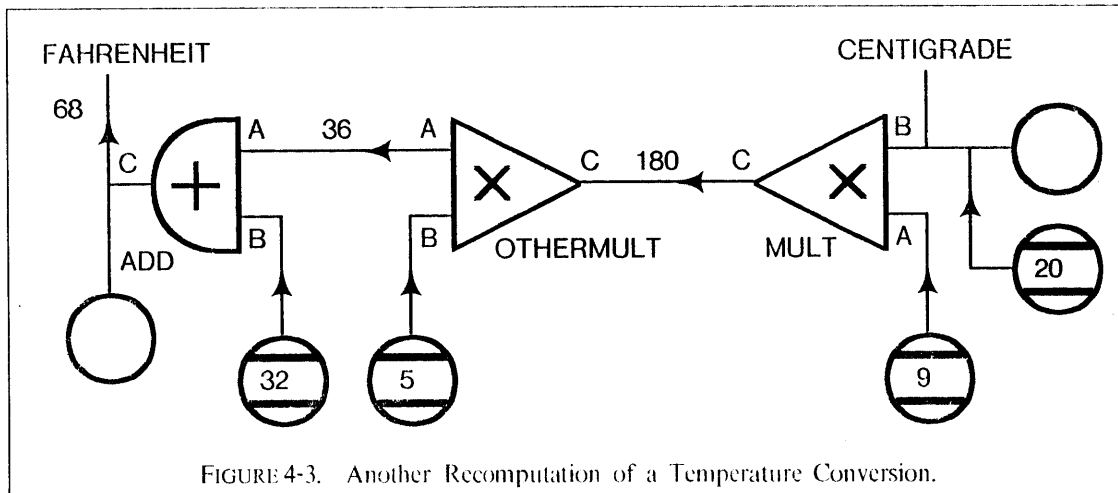 FAHRENHEIT
CENTIGRADE
68
C
A
36
A
C
180
C
B
+
×
×
B
B
A
ADD
OTHERMULT
MULT
20
32
5
9
FIGURE 4-3. Another Recomputation of a Temperature Conversion.